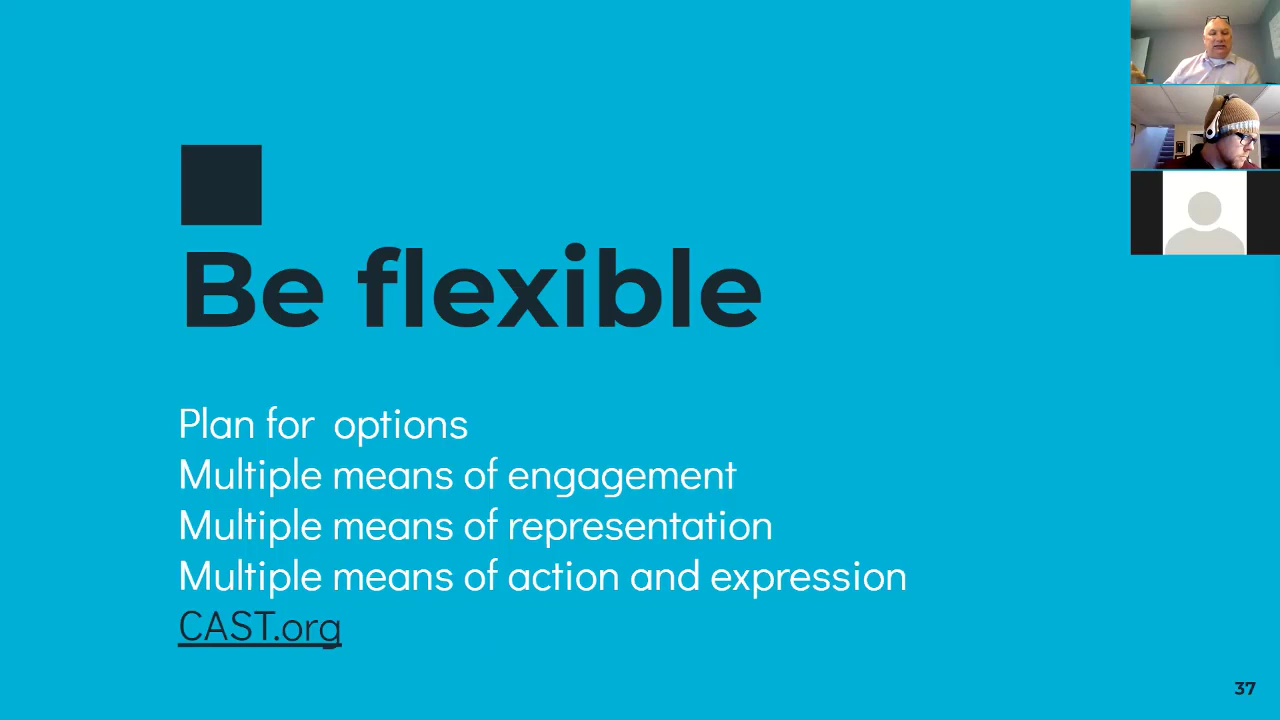 Be flexible
Plan for options
Multiple means of engagement
Multiple means of representation
Multiple means of action and expression
CAST.org
37